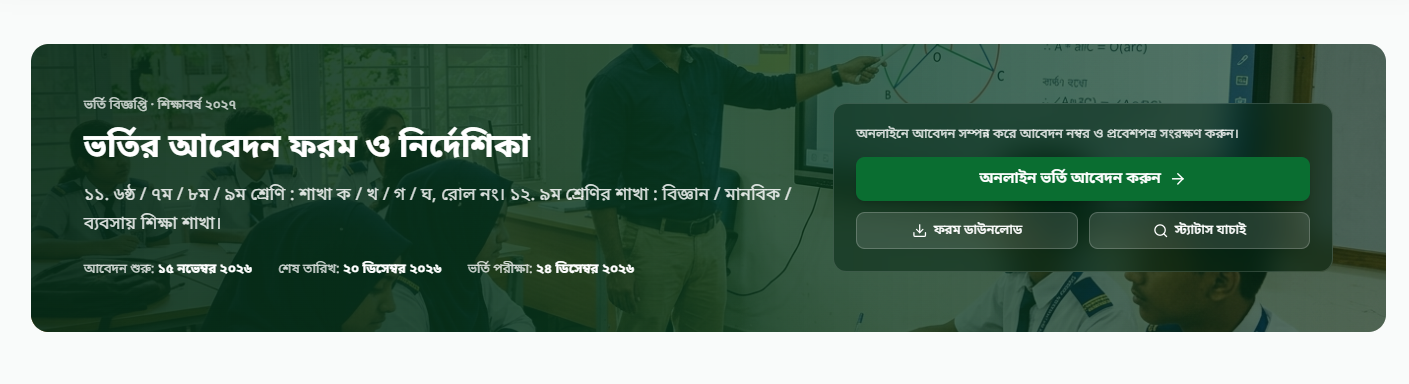 ভর্তি বিজ্ঞপ্তি · শিক্ষাবর্ষ ২০২৭
ভর্তির আবেদন ফরম ও নির্দেশিকা
১১. ৬ষ্ঠ / ৭ম / ৮ম / ৯ম শ্রেণি : শাখা ক / খ / গ / ঘ, রোল নং। ১২. ৯ম শ্রেণির শাখা : বিজ্ঞান / মানবিক /
ব্যবসায় শিক্ষা শাখা।
আবেদন শুরু: ১৫ নভেম্বর ২০২৬ শেষ তারিখ: ২০ ডিসেম্বর ২০২৬ ভর্তি পরীক্ষা: ২৪ ডিসেম্বর ২০২৬
O
B
C
অনলাইনে আবেদন সম্পন্ন করে আবেদন নম্বর ও প্রবেশপত্র সংরক্ষণ করুন।
অনলাইন ভর্তি আবেদন করুন →
ফরম ডাউনলোড
স্ট্যাটাস যাচাই